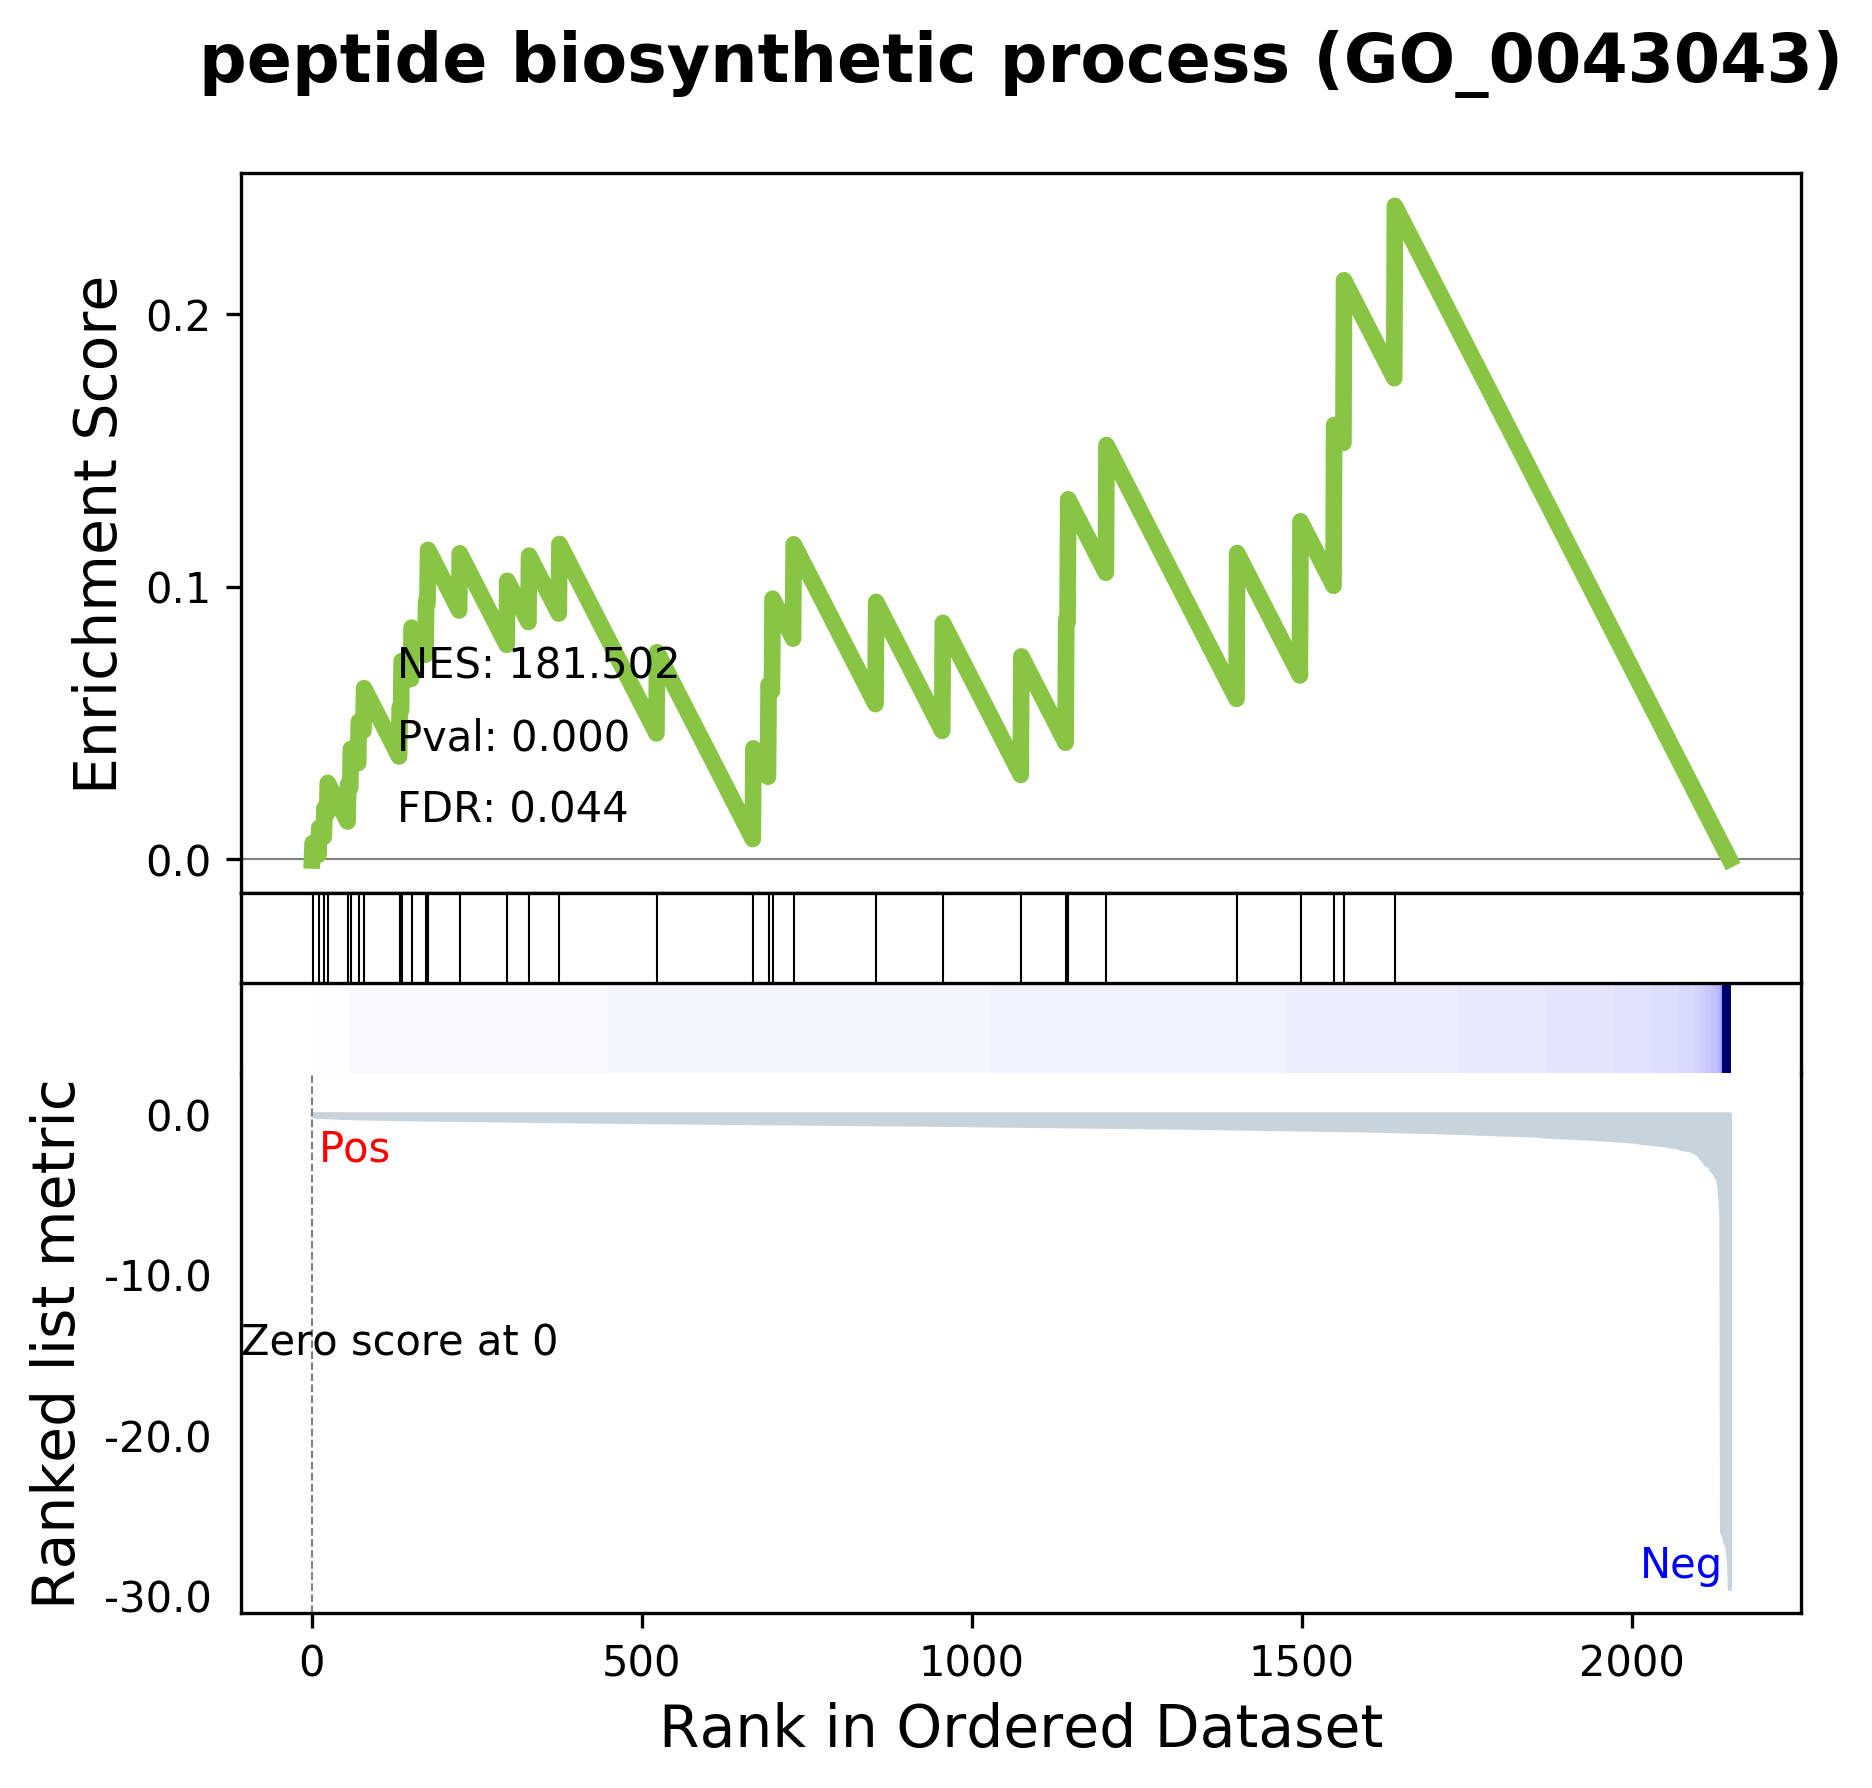 peptide biosynthetic process (GO_0043043)
Enrichment Score
0.2
0.1
0.0
NES: 181.502
Pval: 0.000
FDR: 0.044
Ranked list metric
0.0
-10.0
-20.0
-30.0
Pos
Zero score at 0
Neg
0 500 1000 1500 2000
Rank in Ordered Dataset